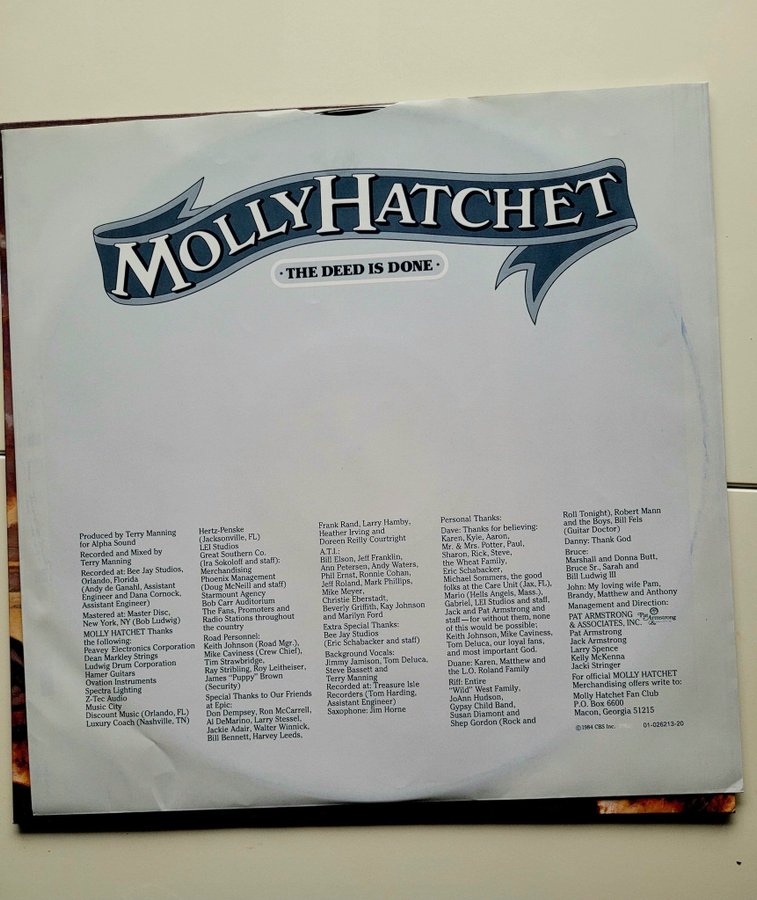 MOLLY HATCHET
· THE DEED IS DONE ·
Produced by Terry Manning
for Alpha Sound
Recorded and Mixed by
Terry Manning
Recorded at: Bee Jay Studios,
Orlando, Florida
(Andy de Ganahl, Assistant
Engineer and Dana Cornock,
Assistant Engineer)
Mastered at: Master Disc,
New York, NY (Bob Ludwig)
MOLLY HATCHET Thanks
the following:
Peavey Electronics Corporation
Dean Markley Strings
Ludwig Drum Corporation
Hamer Guitars
Ovation Instruments
Spectra Lighting
Z-Tec Audio
Music City
Discount Music (Orlando, FL)
Luxury Coach (Nashville, TN)
Hertz-Penske
(Jacksonville, FL)
LEI Studios
Great Southern Co.
(Ira Sokoloff and staff):
Merchandising
Phoenix Management
(Doug McNeill and staff)
Starmount Agency
Bob Carr Auditorium
The Fans, Promoters and
Radio Stations throughout
the country
Road Personnel:
Keith Johnson (Road Mgr.),
Mike Caviness (Crew Chief),
Tim Strawbridge,
Ray Stribling, Roy Leitheiser,
James "Puppy" Brown
(Security)
Special Thanks to Our Friends
at Epic:
Don Dempsey, Ron McCarrell,
Al DeMarino, Larry Stessel,
Jackie Adair, Walter Winnick,
Bill Bennett, Harvey Leeds,
Frank Rand, Larry Hamby,
Heather Irving and
Doreen Reilly Courtright
A.T.I.:
Bill Elson, Jeff Franklin,
Ann Petersen, Andy Waters,
Phil Ernst, Ronnie Cohan,
Jeff Roland, Mark Phillips,
Mike Meyer,
Christie Eberstadt,
Beverly Griffith, Kay Johnson
and Marilyn Ford
Extra Special Thanks:
Bee Jay Studios
(Eric Schabacker and staff)
Background Vocals:
Jimmy Jamison, Tom Deluca,
Steve Bassett and
Terry Manning
Recorded at: Treasure Isle
Recorders (Tom Harding,
Assistant Engineer)
Saxophone: Jim Horne
Personal Thanks:
Dave: Thanks for believing:
Karen, Kyle, Aaron,
Mr. & Mrs. Potter, Paul,
Sharon, Rick, Steve,
the Wheat Family,
Eric Schabacker,
Michael Sommers, the good
folks at the Care Unit (Jax, FL),
Mario (Hells Angels, Mass.),
Gabriel, LEI Studios and staff,
Jack and Pat Armstrong and
staff—for without them, none
of this would be possible;
Keith Johnson, Mike Caviness,
Tom Deluca, our loyal fans,
and most important God.
Duane: Karen, Matthew and
the L.O. Roland Family
Riff: Entire
"Wild" West Family,
JoAnn Hudson,
Gypsy Child Band,
Susan Diamont and
Shep Gordon (Rock and
Roll Tonight), Robert Mann
and the Boys, Bill Fels
(Guitar Doctor)
Danny: Thank God
Bruce:
Marshall and Donna Butt,
Bruce Sr., Sarah and
Bill Ludwig III
John: My loving wife Pam,
Brandy, Matthew and Anthony
Management and Direction:
PAT ARMSTRONG
& ASSOCIATES, INC.
Pat Armstrong
Jack Armstrong
Larry Spence
Kelly McKenna
Jacki Stringer
For official MOLLY HATCHET
Merchandising offers write to:
Molly Hatchet Fan Club
P.O. Box 6600
Macon, Georgia 51215
©1984 CBS Inc. 01-026213-20